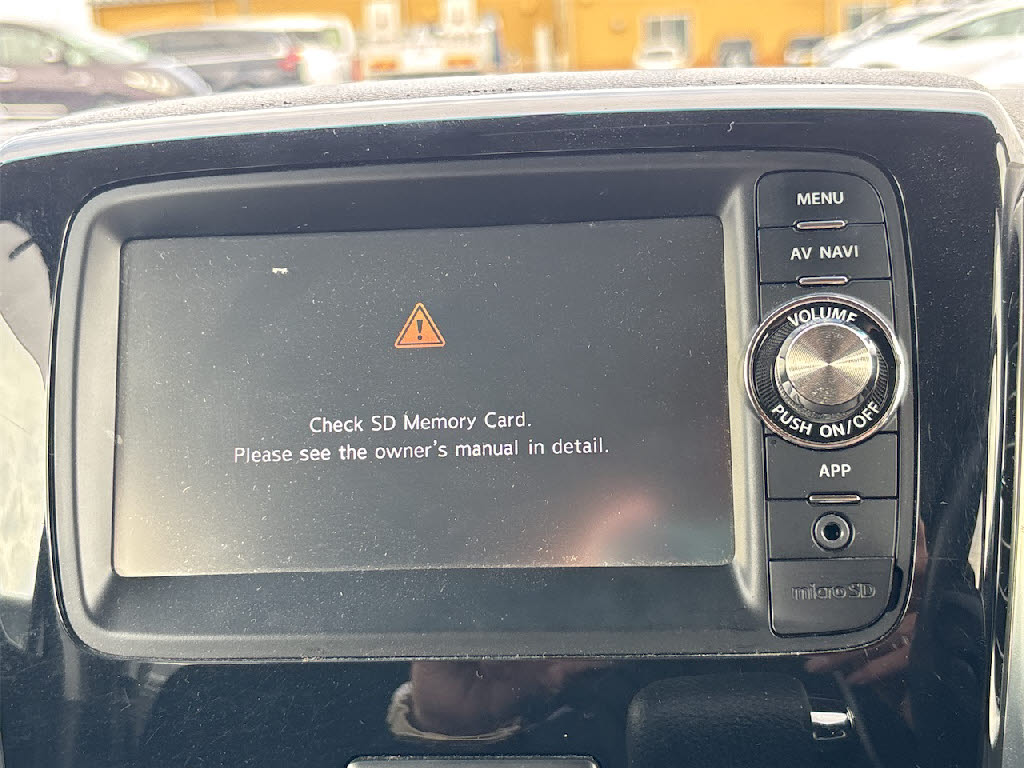 MENU
AV NAVI
VOLUME
PUSH ON/OFF
Check SD Memory Card.
Please see the owner's manual in detail.
APP
microSD